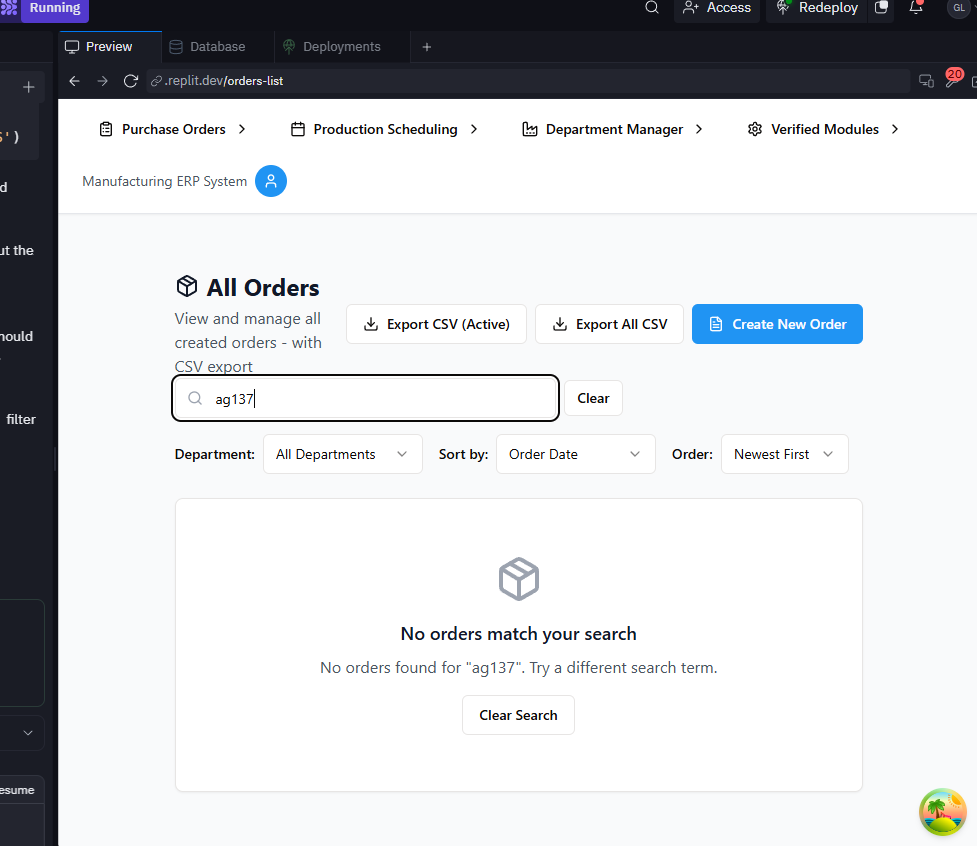 Running
Access
Redeploy
GL
Preview
Database
Deployments
.replit.dev/orders-list
20
')
d
ut the
hould
filter
esume
Purchase Orders
Production Scheduling
Department Manager
Verified Modules
Manufacturing ERP System
All Orders
View and manage all
created orders - with
CSV export
Export CSV (Active)
Export All CSV
Create New Order
ag137
Clear
Department:
All Departments
Sort by:
Order Date
Order:
Newest First
No orders match your search
No orders found for "ag137". Try a different search term.
Clear Search